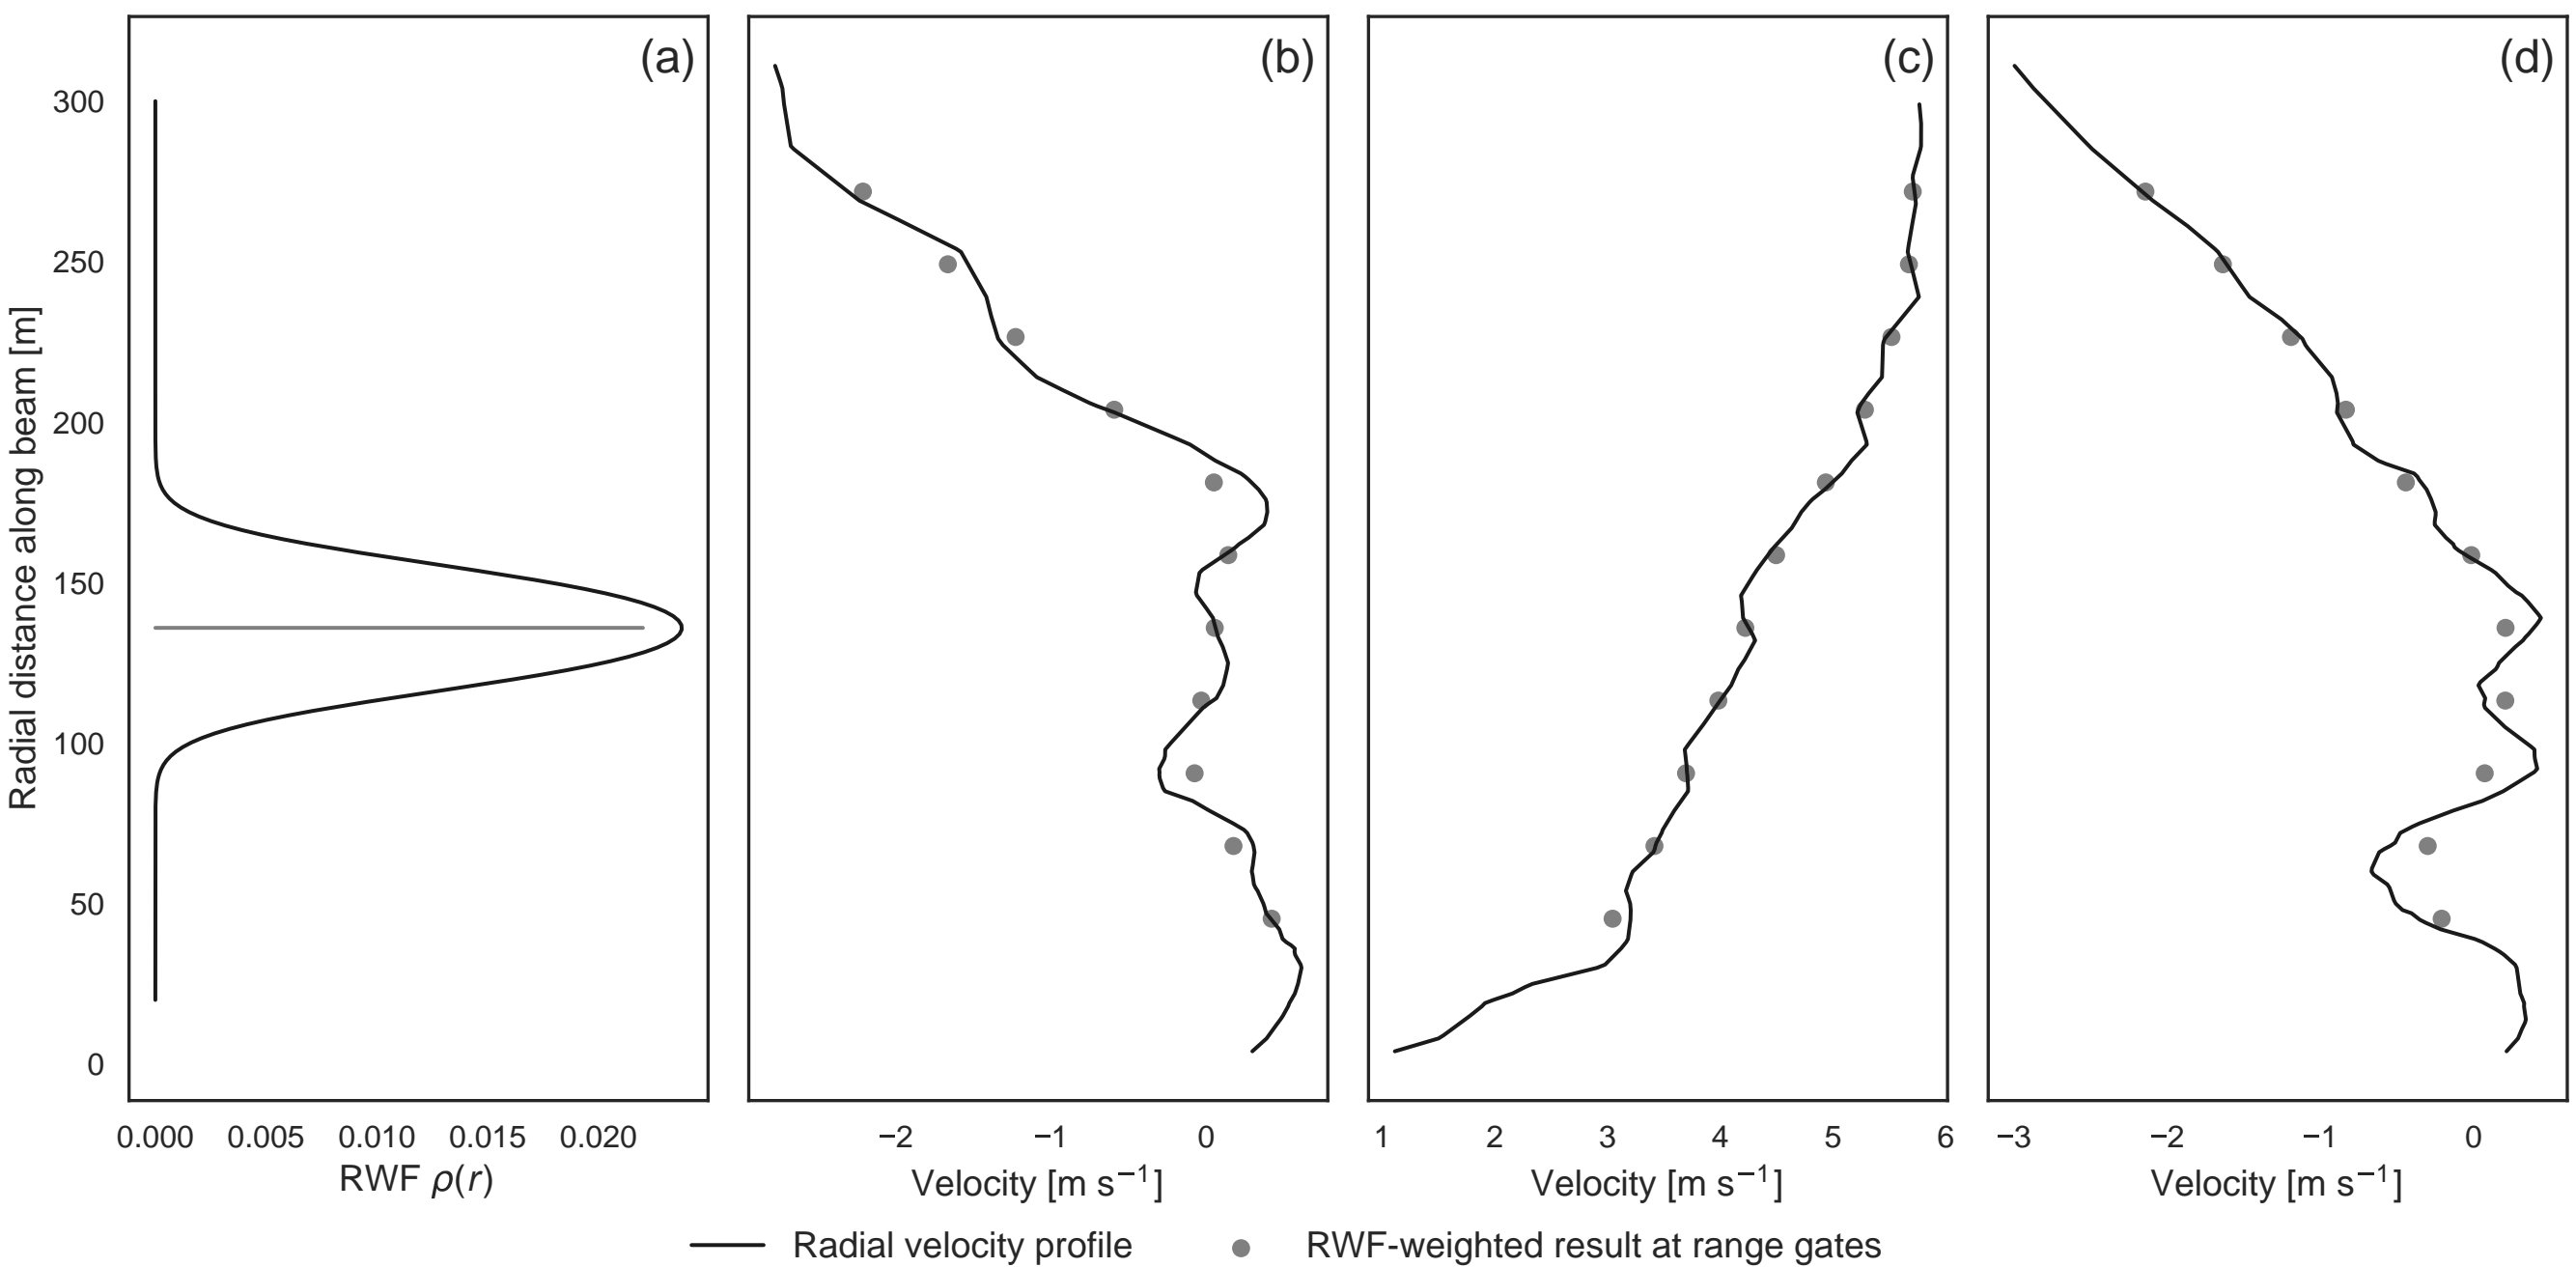 (a)
(b)
(c)
(d)
Radial distance along beam [m]
300
250
200
150
100
50
0
0.000 0.005 0.010 0.015 0.020
−2 −1 0
1 2 3 4 5 6
−3 −2 −1 0
RWF ρ(r)
Velocity [m s⁻¹]
Velocity [m s⁻¹]
Velocity [m s⁻¹]
Radial velocity profile
RWF-weighted result at range gates